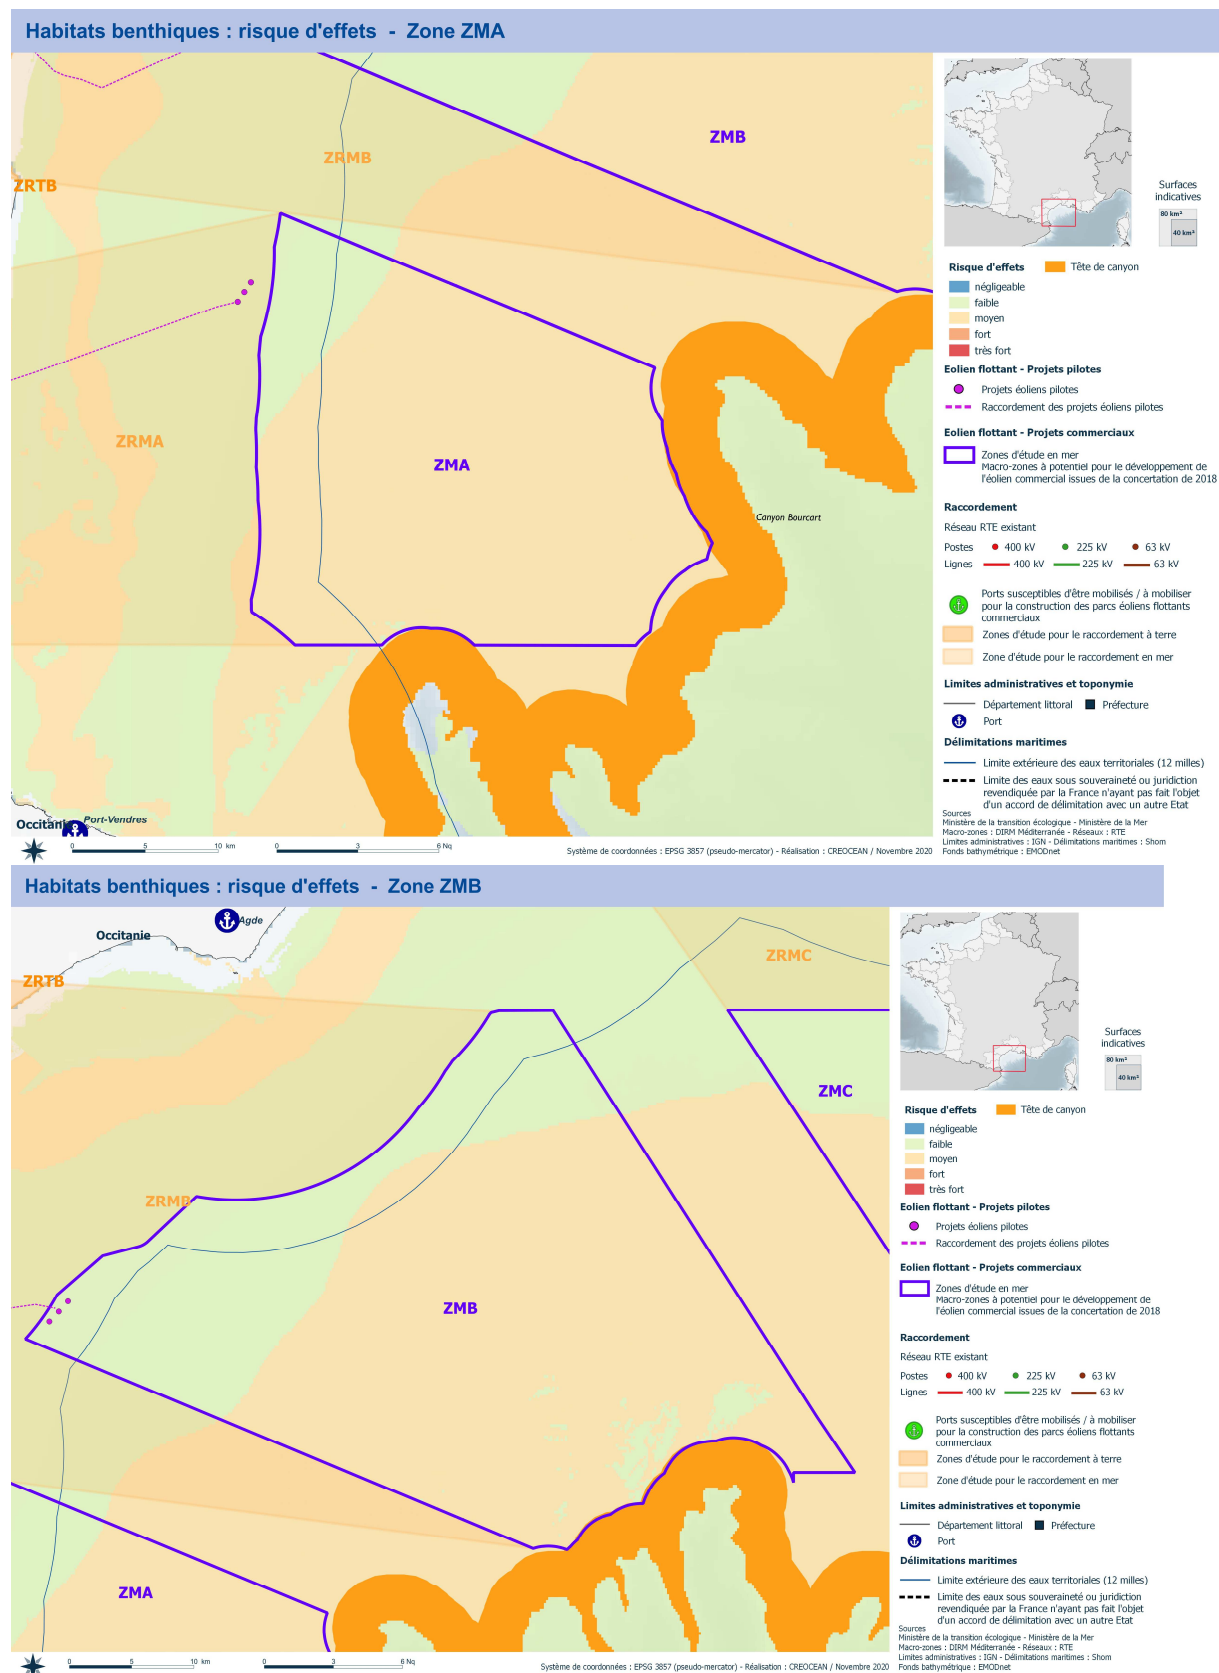 Habitats benthiques : risque d'effets - Zone ZMA
ZMB
ZRMB
ZRTB
ZRMA
ZMA
Canyon Bourcart
Occitanie
Port-Vendres
0 5 10 km
0 3 6 Nq
Système de coordonnées : EPSG 3857 (pseudo-mercator) - Réalisation : CREOCEAN / Novembre 2020
Surfaces
indicatives
80 km²
40 km²
Risque d'effets
Tête de canyon
négligeable
faible
moyen
fort
très fort
Eolien flottant - Projets pilotes
Projets éoliens pilotes
Raccordement des projets éoliens pilotes
Eolien flottant - Projets commerciaux
Zones d'étude en mer
Macro-zones à potentiel pour le développement de
l'éolien commercial issues de la concertation de 2018
Raccordement
Réseau RTE existant
Postes 400 kV 225 kV 63 kV
Lignes 400 kV 225 kV 63 kV
Ports susceptibles d'être mobilisés / à mobiliser
pour la construction des parcs éoliens flottants
commerciaux
Zones d'étude pour le raccordement à terre
Zone d'étude pour le raccordement en mer
Limites administratives et toponymie
Département littoral Préfecture
Port
Délimitations maritimes
Limite extérieure des eaux territoriales (12 milles)
Limite des eaux sous souveraineté ou juridiction
revendiquée par la France n'ayant pas fait l'objet
d'un accord de délimitation avec un autre Etat
Sources
Ministère de la transition écologique - Ministère de la Mer
Macro-zones : DIRM Méditerranée - Réseaux : RTE
Limites administratives : IGN - Délimitations maritimes : Shom
Fonds bathymétrique : EMODnet
Habitats benthiques : risque d'effets - Zone ZMB
Agde
Occitanie
ZRTB
ZRMC
ZMC
ZRMB
ZMB
ZMA
0 5 10 km
0 3 6 Nq
Système de coordonnées : EPSG 3857 (pseudo-mercator) - Réalisation : CREOCEAN / Novembre 2020
Surfaces
indicatives
80 km²
40 km²
Risque d'effets
Tête de canyon
négligeable
faible
moyen
fort
très fort
Eolien flottant - Projets pilotes
Projets éoliens pilotes
Raccordement des projets éoliens pilotes
Eolien flottant - Projets commerciaux
Zones d'étude en mer
Macro-zones à potentiel pour le développement de
l'éolien commercial issues de la concertation de 2018
Raccordement
Réseau RTE existant
Postes 400 kV 225 kV 63 kV
Lignes 400 kV 225 kV 63 kV
Ports susceptibles d'être mobilisés / à mobiliser
pour la construction des parcs éoliens flottants
commerciaux
Zones d'étude pour le raccordement à terre
Zone d'étude pour le raccordement en mer
Limites administratives et toponymie
Département littoral Préfecture
Port
Délimitations maritimes
Limite extérieure des eaux territoriales (12 milles)
Limite des eaux sous souveraineté ou juridiction
revendiquée par la France n'ayant pas fait l'objet
d'un accord de délimitation avec un autre Etat
Sources
Ministère de la transition écologique - Ministère de la Mer
Macro-zones : DIRM Méditerranée - Réseaux : RTE
Limites administratives : IGN - Délimitations maritimes : Shom
Fonds bathymétrique : EMODnet